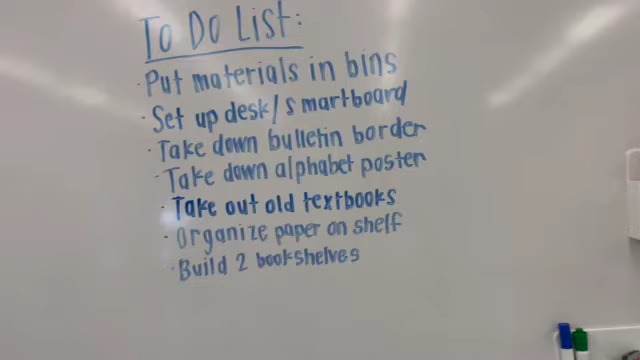 To Do List:
· Put materials in bins
· Set up desk/smartboard
· Take down bulletin border
· Take down alphabet poster
· Take out old textbooks
· Organize paper on shelf
· Build 2 bookshelves